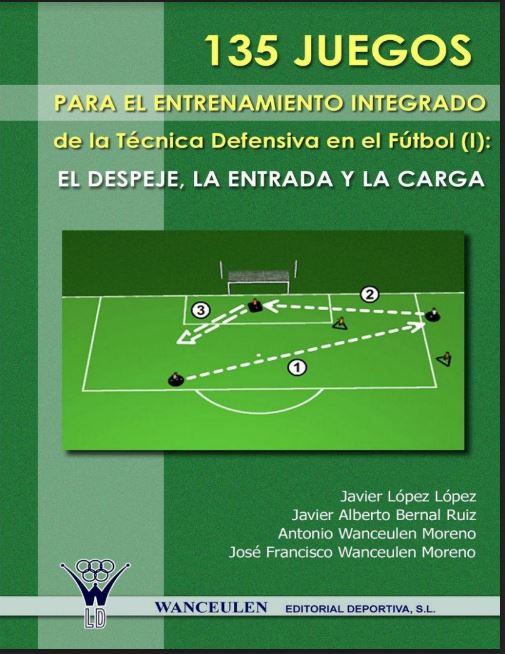 135 JUEGOS
PARA EL ENTRENAMIENTO INTEGRADO
de la Técnica Defensiva en el Fútbol (I):
EL DESPEJE, LA ENTRADA Y LA CARGA
2
3
1
Javier López López
Javier Alberto Bernal Ruiz
Antonio Wanceulen Moreno
José Francisco Wanceulen Moreno
WANCEULEN EDITORIAL DEPORTIVA, S.L.
W
LD